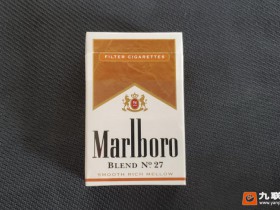 FILTER CIGARETTES
Marlboro
BLEND Nº 27
SMOOTH RICH MELLOW
九联